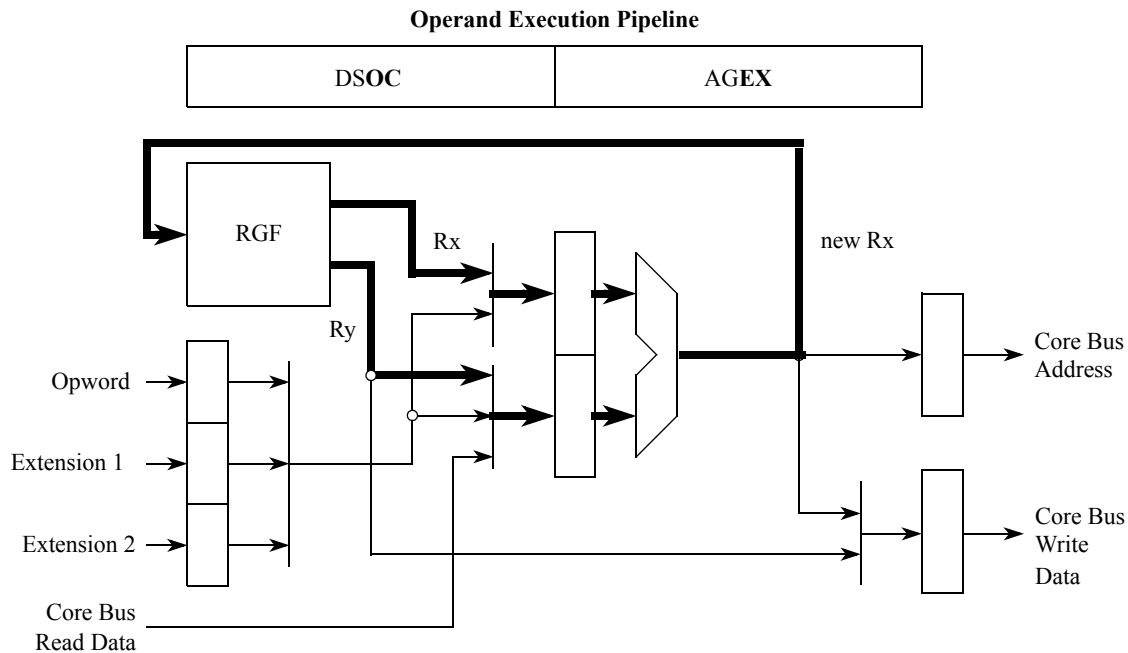 Operand Execution Pipeline
DSOC
AGEX
RGF
Rx
new Rx
Ry
Core Bus
Address
Opword
Extension 1
Extension 2
Core Bus
Write
Data
Core Bus
Read Data